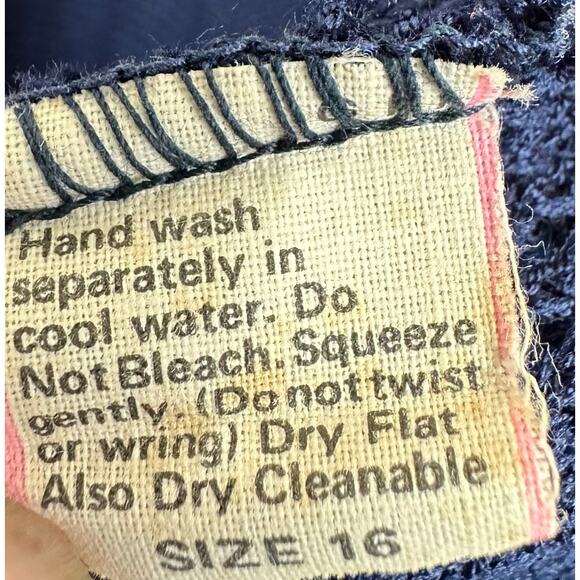 Hand wash
separately in
cool water. Do
Not Bleach. Squeeze
gently. (Do not twist
or wring) Dry Flat
Also Dry Cleanable
SIZE 16